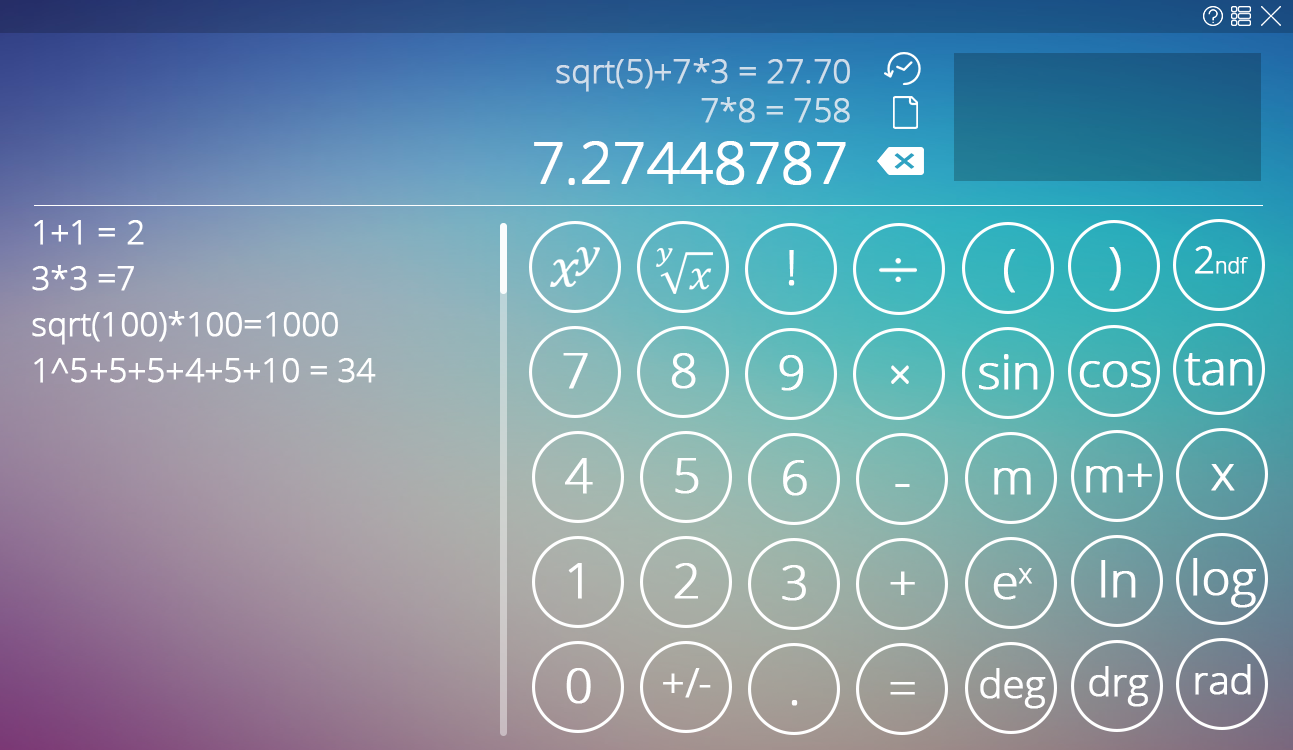 sqrt(5)+7*3 = 27.70
7*8 = 758
7.27448787
1+1 = 2
3*3 =7
sqrt(100)*100=1000
1^5+5+5+4+5+10 = 34
x^y y√x ! ÷ ( ) 2ndf
7 8 9 × sin cos tan
4 5 6 - m m+ x
1 2 3 + e^x ln log
0 +/- . = deg drg rad